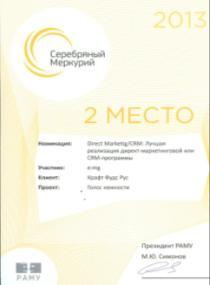 2013
Серебряный
Меркурий
2 МЕСТО
Номинация: Direct Marketig/CRM: Лучшая
реализация директ-маркетинговой или
CRM-программы
Участник: e-mg
Клиент: Крафт Фудс Рус
Проект: Голос нежности
Президент РАМУ
М.Ю. Симонов
РАМУ